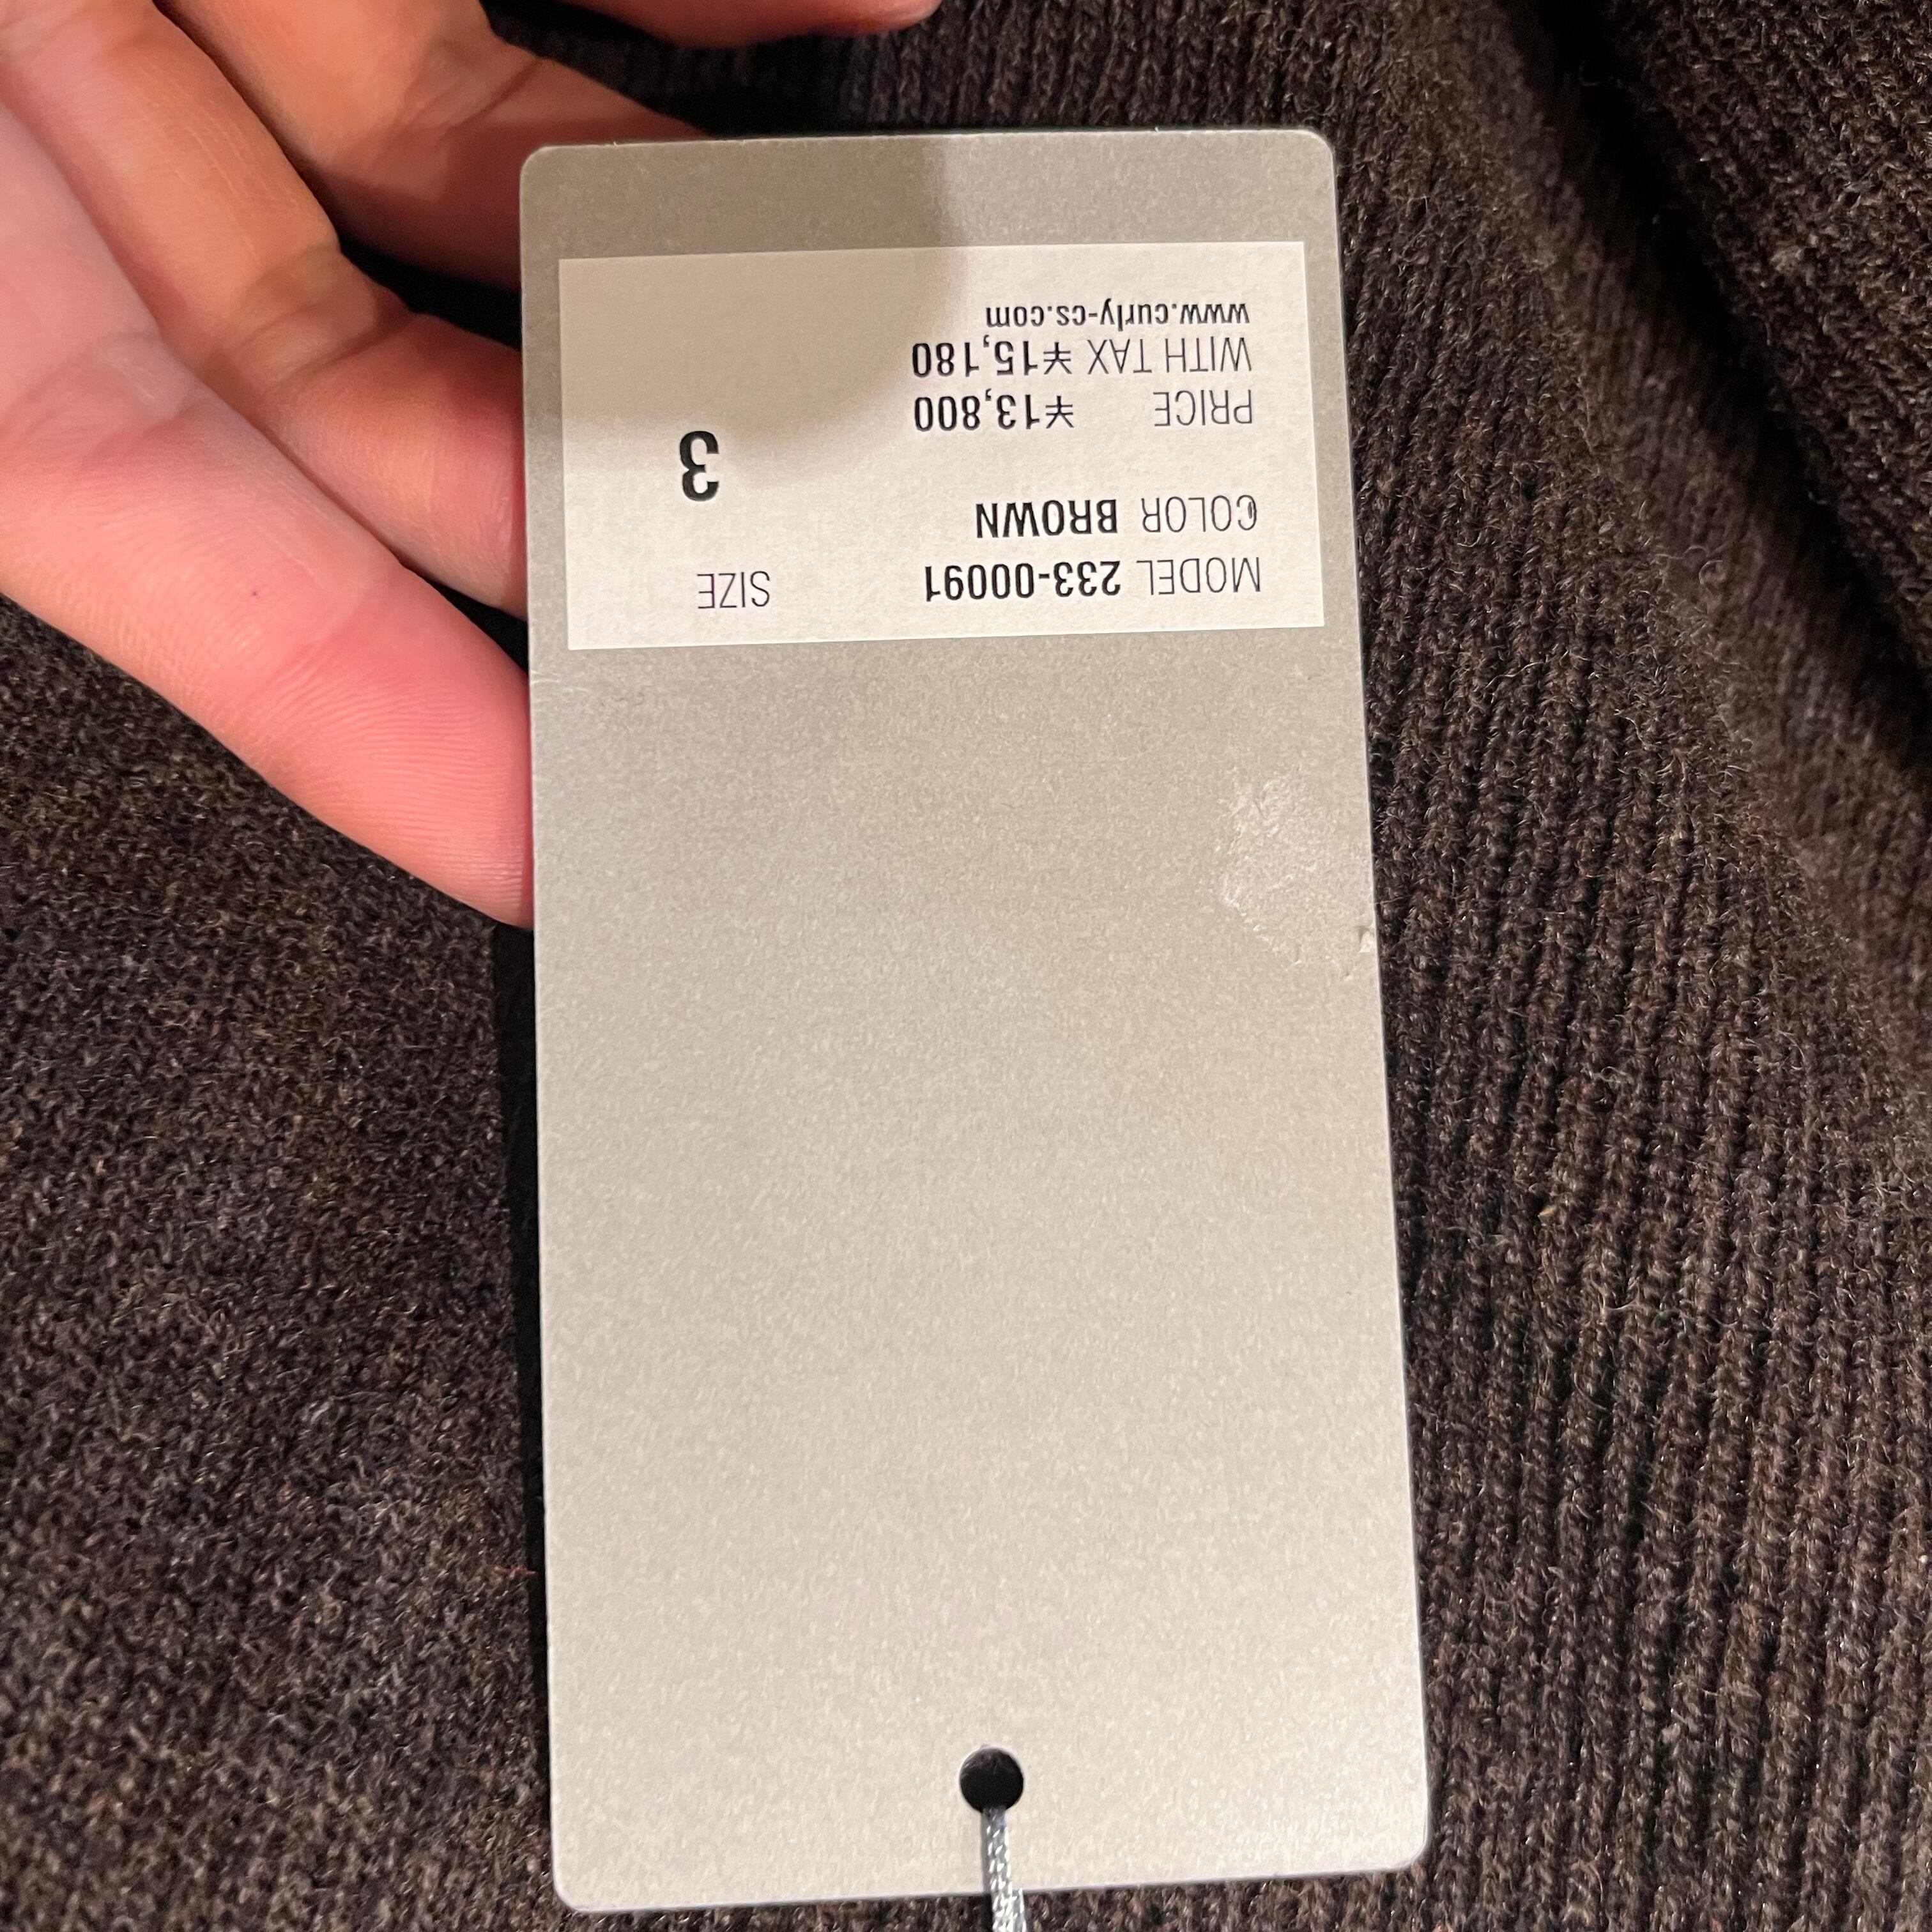 MODEL 233-00091
SIZE
COLOR BROWN
3
PRICE ¥13,800
WITH TAX ¥15,180
www.curly-cs.com